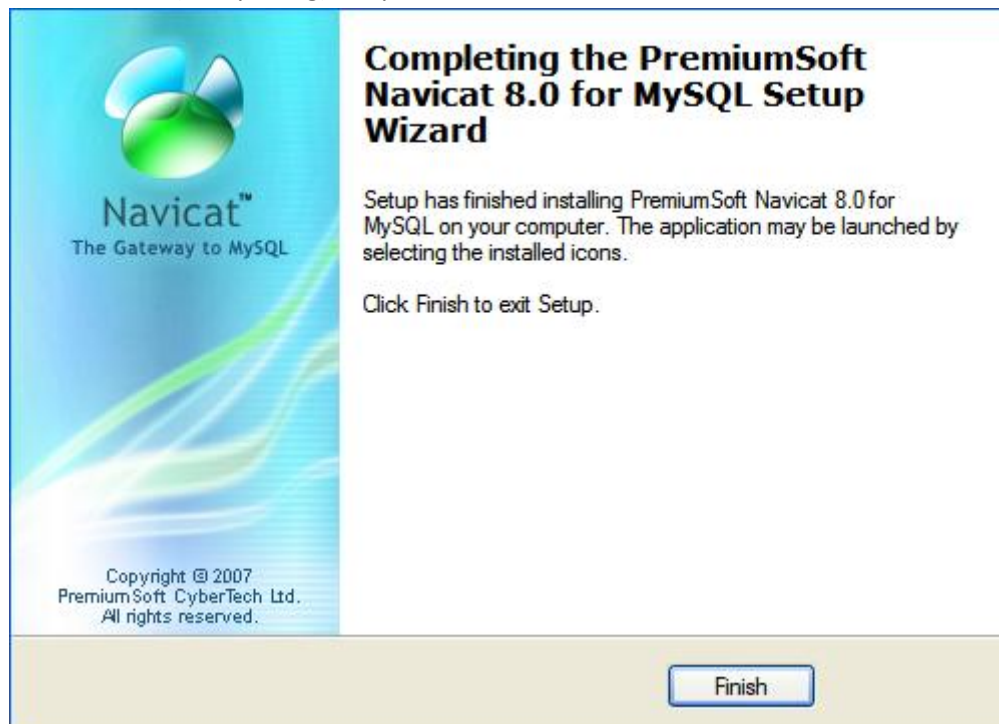 Completing the PremiumSoft
Navicat 8.0 for MySQL Setup
Wizard
Setup has finished installing PremiumSoft Navicat 8.0 for
MySQL on your computer. The application may be launched by
selecting the installed icons.
Click Finish to exit Setup.
Navicat™
The Gateway to MySQL
Copyright © 2007
PremiumSoft CyberTech Ltd.
All rights reserved.
Finish